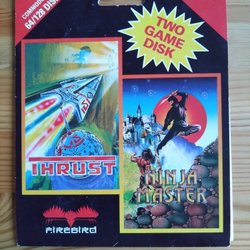 COMMODORE
64/128 DISK
TWO
GAME
DISK
THRUST
NINJA
MASTER
FIREBIRD